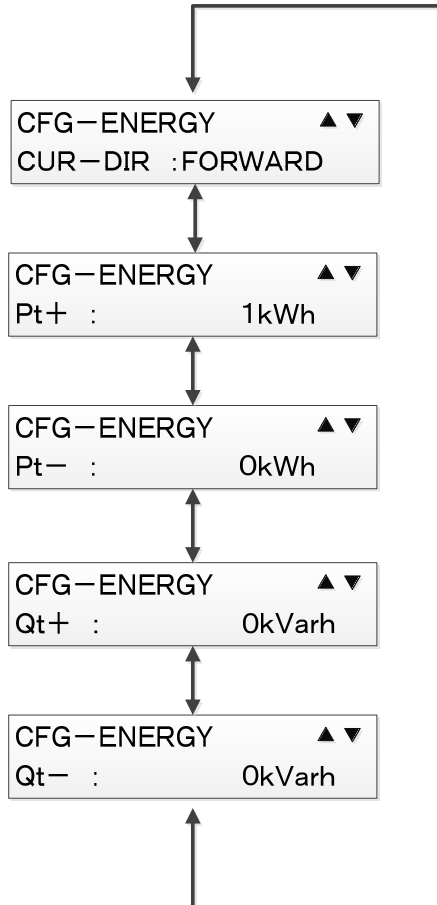 CFG−ENERGY ▲ ▼
CUR−DIR :FORWARD
CFG−ENERGY ▲ ▼
Pt+ : 1kWh
CFG−ENERGY ▲ ▼
Pt− : 0kWh
CFG−ENERGY ▲ ▼
Qt+ : 0kVarh
CFG−ENERGY ▲ ▼
Qt− : 0kVarh